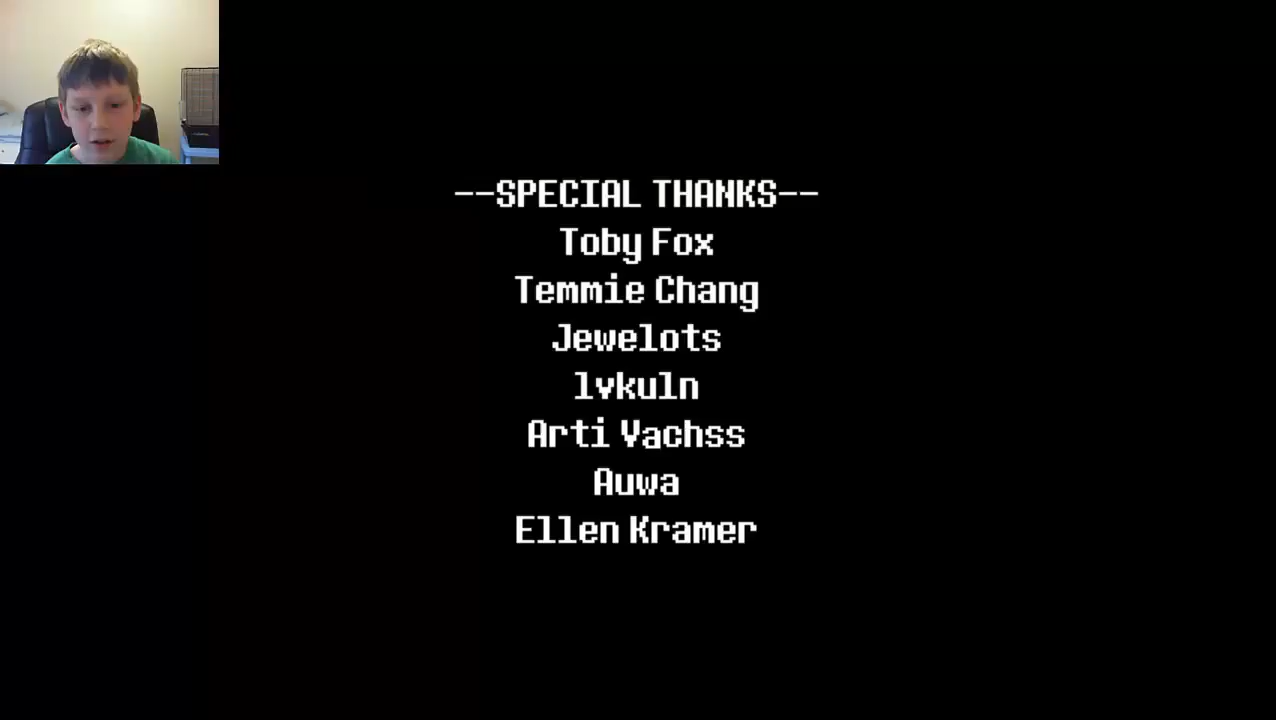 --SPECIAL THANKS--
Toby Fox
Temmie Chang
Jewelots
lvkuln
Arti Vachss
Auwa
Ellen Kramer